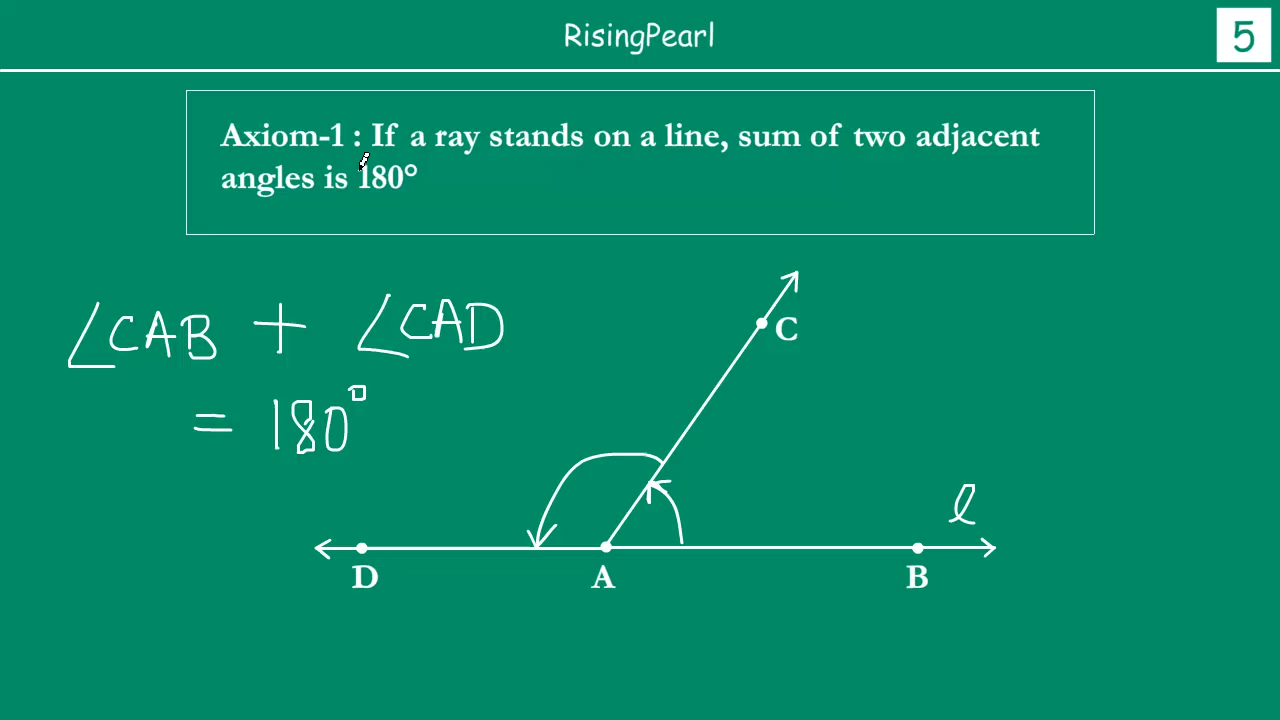 RisingPearl
5
Axiom-1 : If a ray stands on a line, sum of two adjacent
angles is 180°
∠CAB + ∠CAD
= 180°
C
l
D
A
B